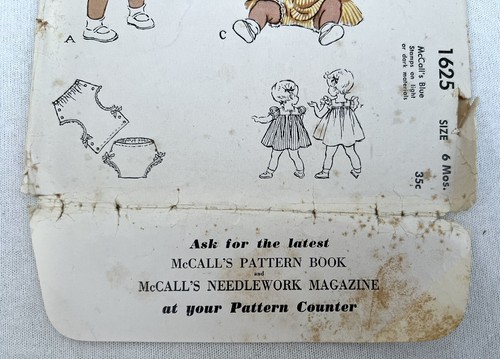 A
C
McCall's Blue
Stamps on light
or dark materials
1625 SIZE 6 Mos.
35c
Ask for the latest
McCALL'S PATTERN BOOK
and
McCALL'S NEEDLEWORK MAGAZINE
at your Pattern Counter